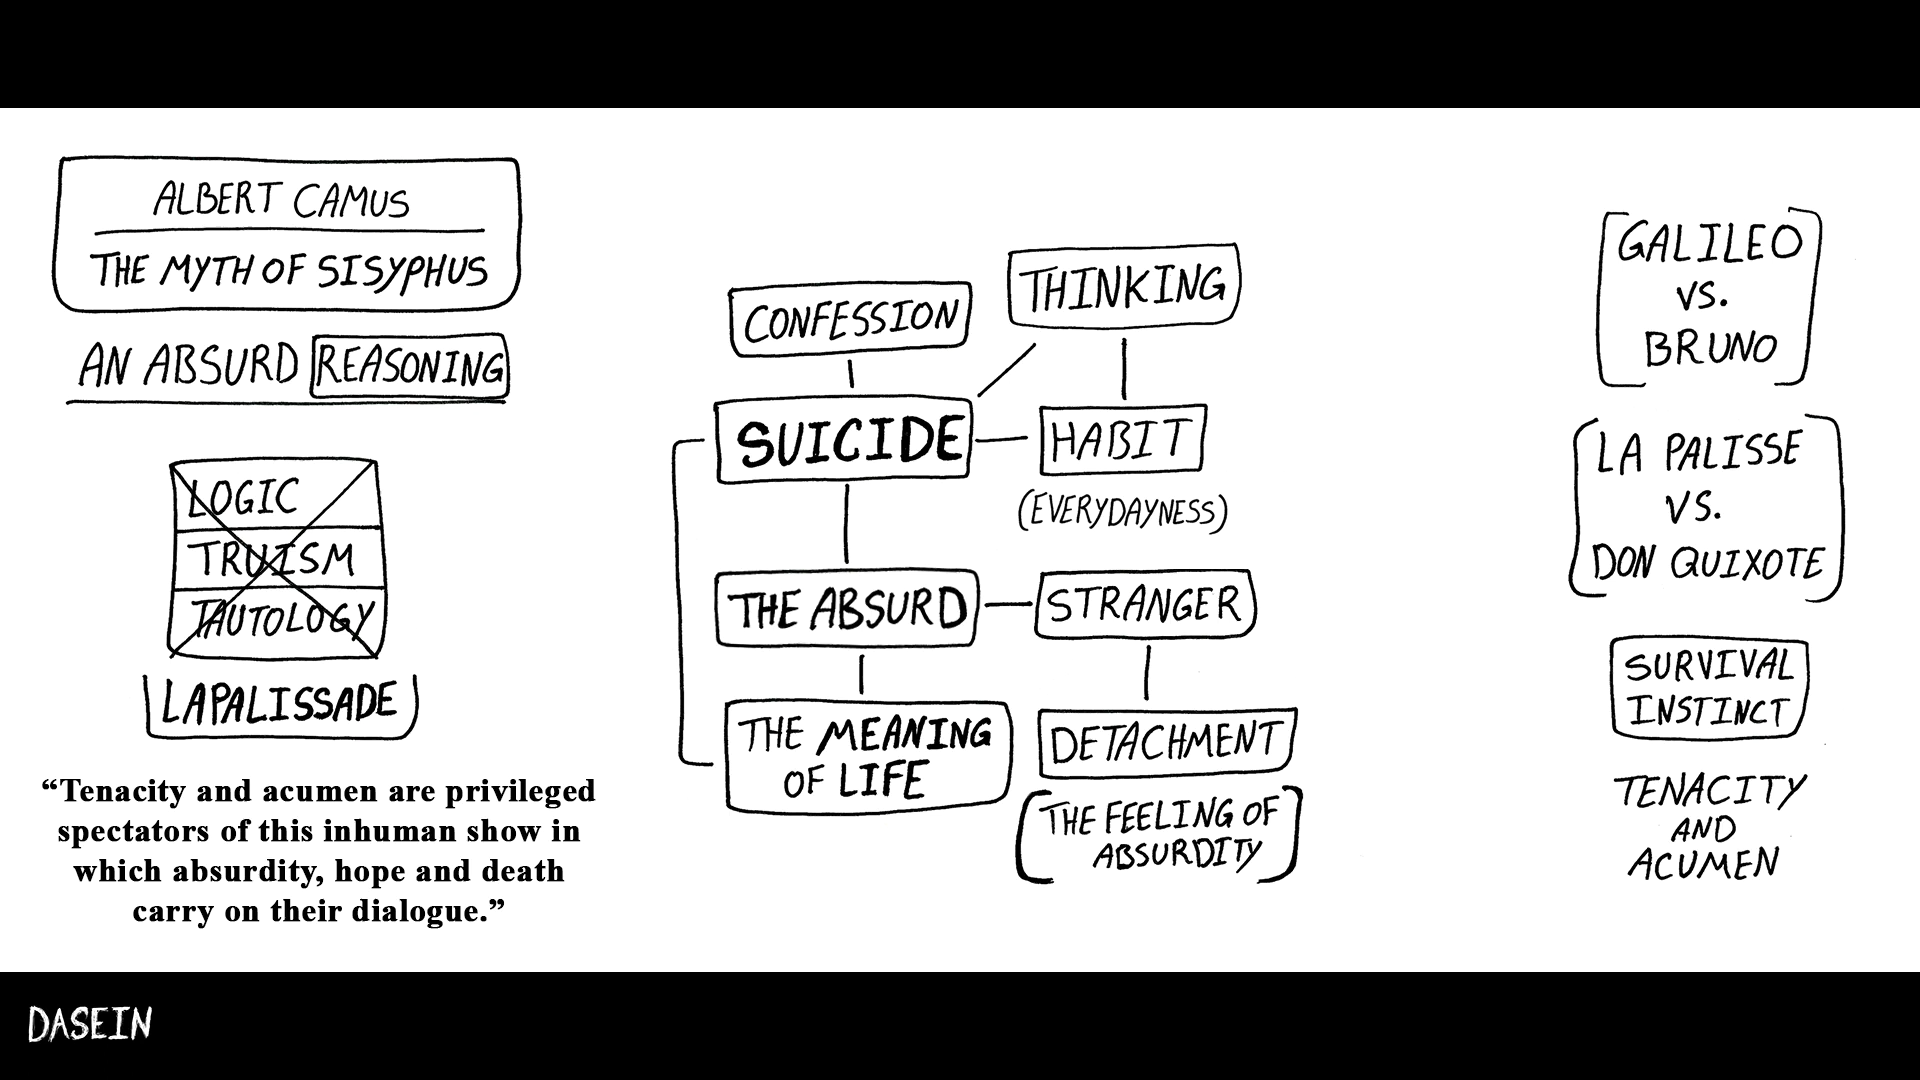 ALBERT CAMUS
THE MYTH OF SISYPHUS
AN ABSURD REASONING
LOGIC
TRUISM
TAUTOLOGY
LAPALISSADE
“Tenacity and acumen are privileged
spectators of this inhuman show in
which absurdity, hope and death
carry on their dialogue.”
CONFESSION
THINKING
SUICIDE
HABIT
(EVERYDAYNESS)
THE ABSURD
STRANGER
THE MEANING
OF LIFE
DETACHMENT
[THE FEELING OF
ABSURDITY]
[GALILEO
VS.
BRUNO]
[LA PALISSE
VS.
DON QUIXOTE]
SURVIVAL
INSTINCT
TENACITY
AND
ACUMEN
DASEIN